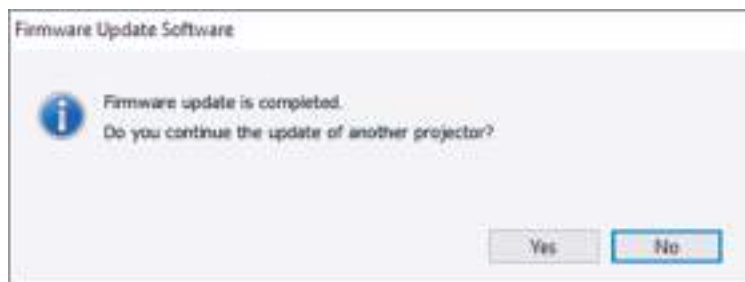 Firmware Update Software
Firmware update is completed.
Do you continue the update of another projector?
Yes No